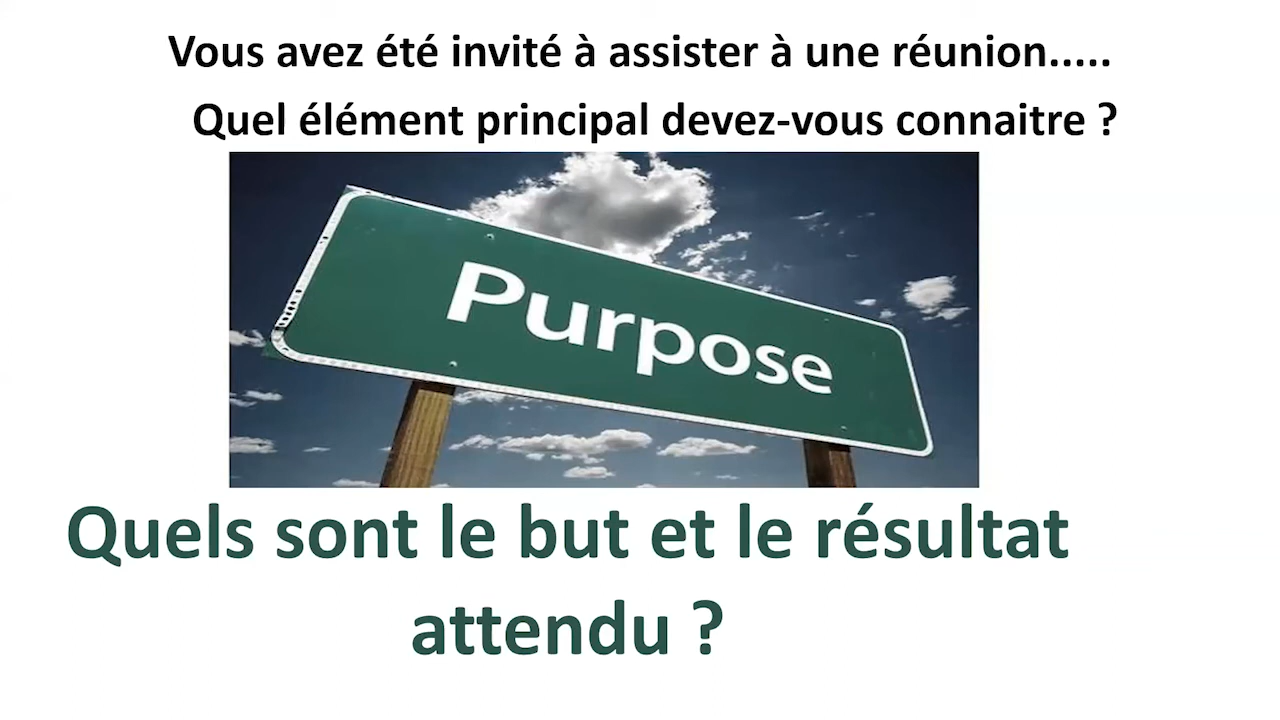 Vous avez été invité à assister à une réunion.....
Quel élément principal devez-vous connaitre ?
Purpose
Quels sont le but et le résultat
attendu ?